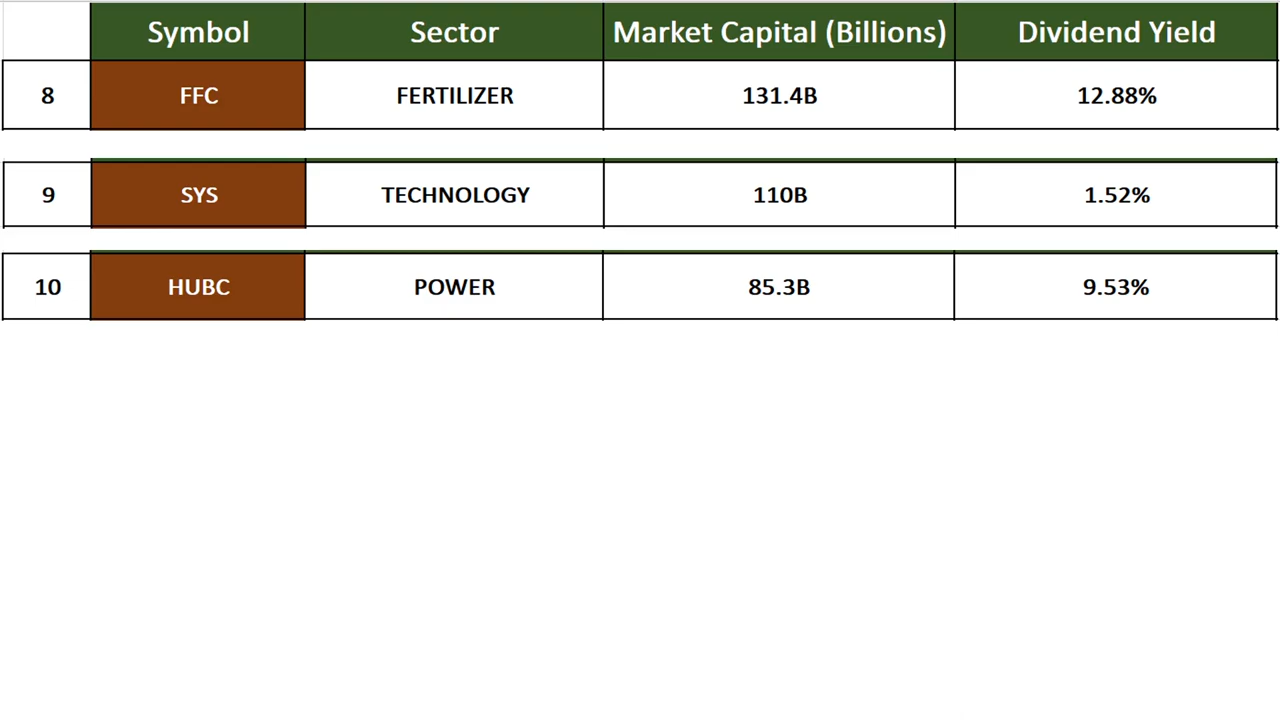 Symbol Sector Market Capital (Billions) Dividend Yield
8 FFC FERTILIZER 131.4B 12.88%
9 SYS TECHNOLOGY 110B 1.52%
10 HUBC POWER 85.3B 9.53%